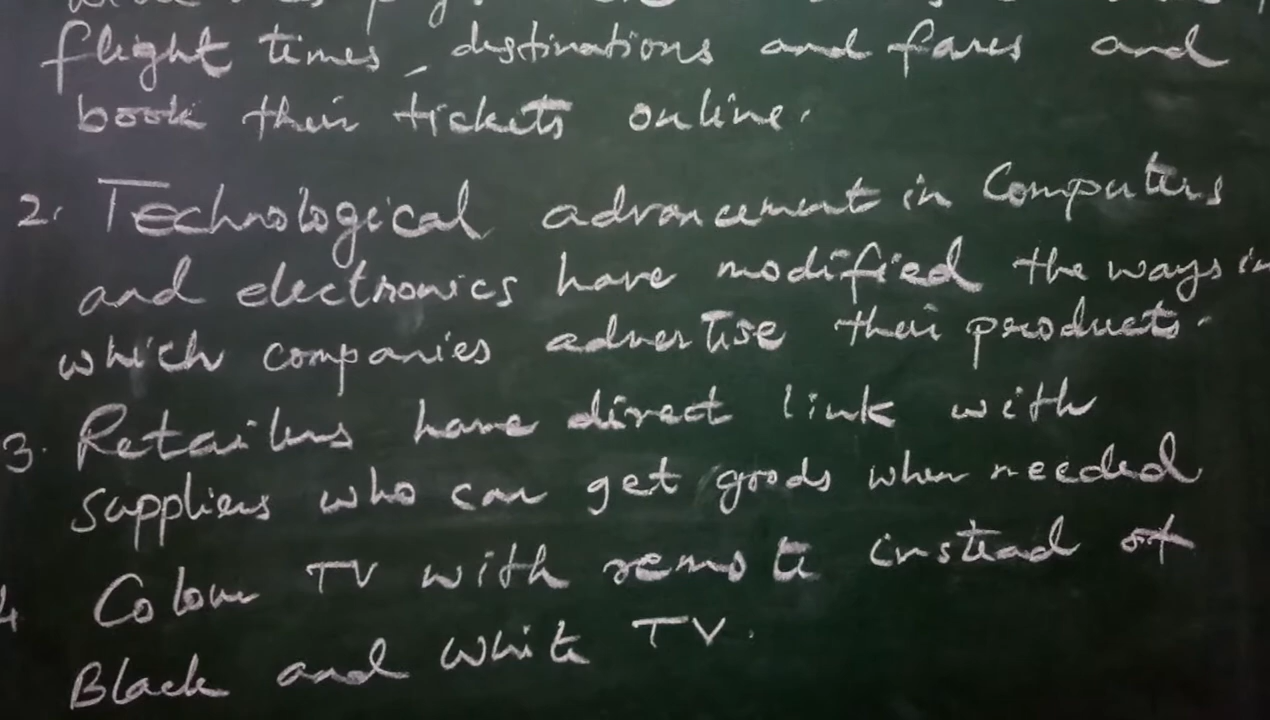 flight times, destinations and fares and
book their tickets online.
2. Technological advancement in Computers
and electronics have modified the ways in
which companies advertise their products.
3. Retailers have direct link with
suppliers who can get goods when needed
4 Colour TV with remote instead of
Black and White TV.